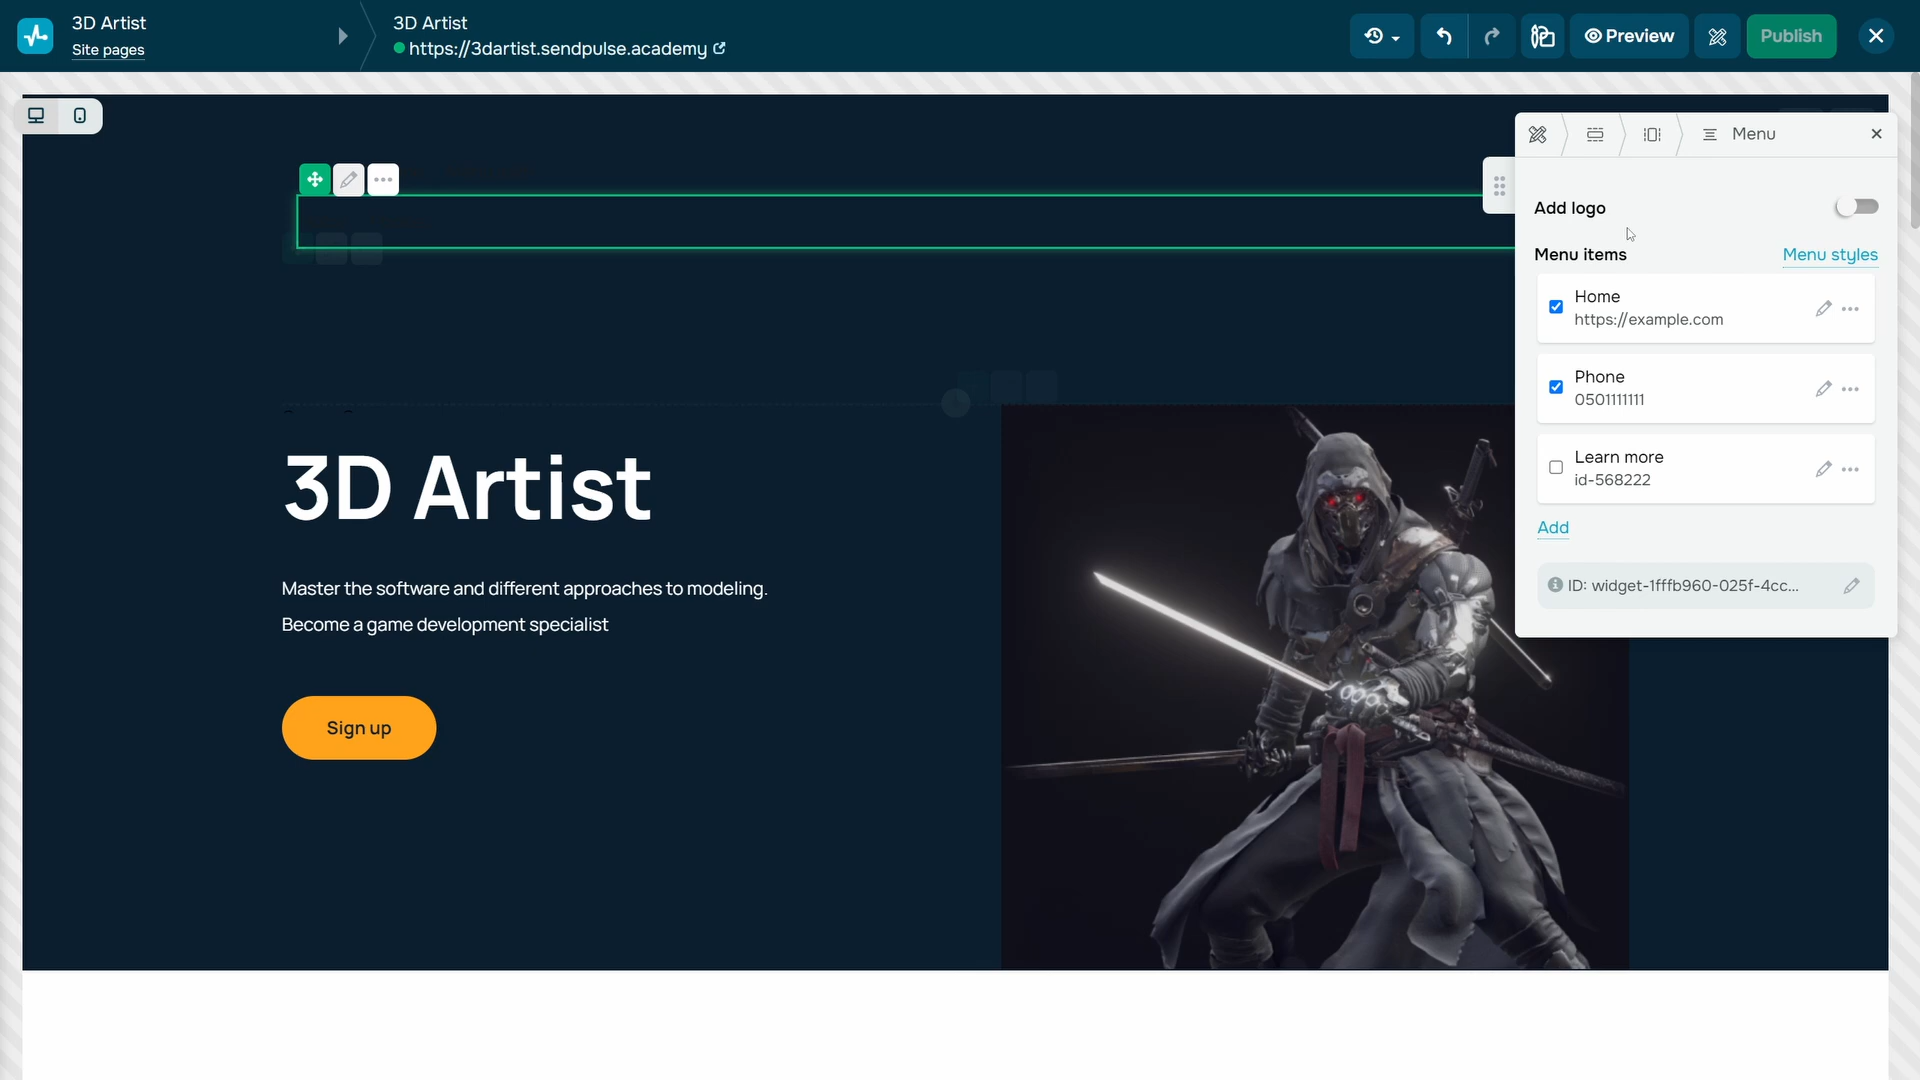 3D Artist
Site pages
3D Artist
https://3dartist.sendpulse.academy
Preview
Publish
Menu
Add logo
Menu items
Menu styles
Home
https://example.com
Phone
0501111111
Learn more
id-568222
Add
ID: widget-1fffb960-025f-4cc...
3D Artist
Master the software and different approaches to modeling.
Become a game development specialist
Sign up